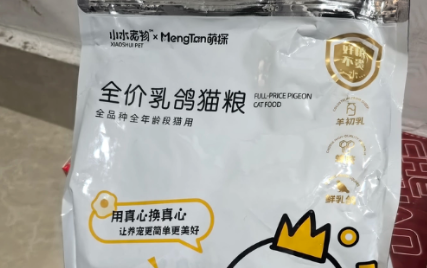 小水宠物 × MengTan萌探
XIAOSHUI PET
全价乳鸽猫粮
FULL-PRICE PIGEON
CAT FOOD
全品种全年龄段猫用
羊初乳
用真心换真心
让养宠更简单更美好